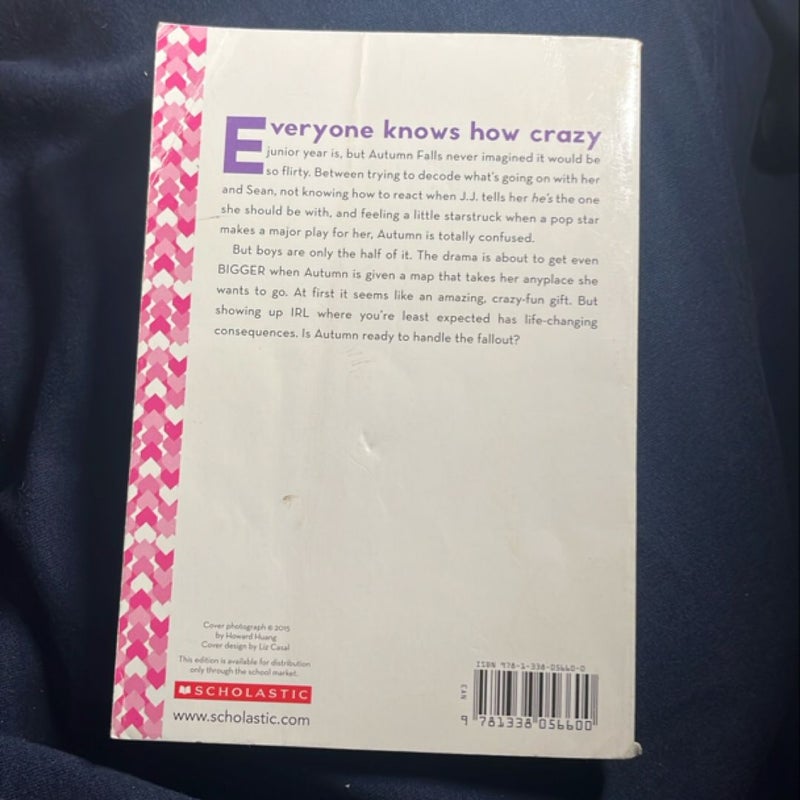 Everyone knows how crazy
junior year is, but Autumn Falls never imagined it would be
so flirty. Between trying to decode what's going on with her
and Sean, not knowing how to react when J.J. tells her he's the one
she should be with, and feeling a little starstruck when a pop star
makes a major play for her, Autumn is totally confused.
But boys are only the half of it. The drama is about to get even
BIGGER when Autumn is given a map that takes her anyplace she
wants to go. At first it seems like an amazing, crazy-fun gift. But
showing up IRL where you're least expected has life-changing
consequences. Is Autumn ready to handle the fallout?
Cover photograph © 2015
by Howard Huang
Cover design by Liz Casal
This edition is available for distribution
only through the school market.
SCHOLASTIC
www.scholastic.com
ISBN 978-1-338-05660-0
CAN
9 781338 056600